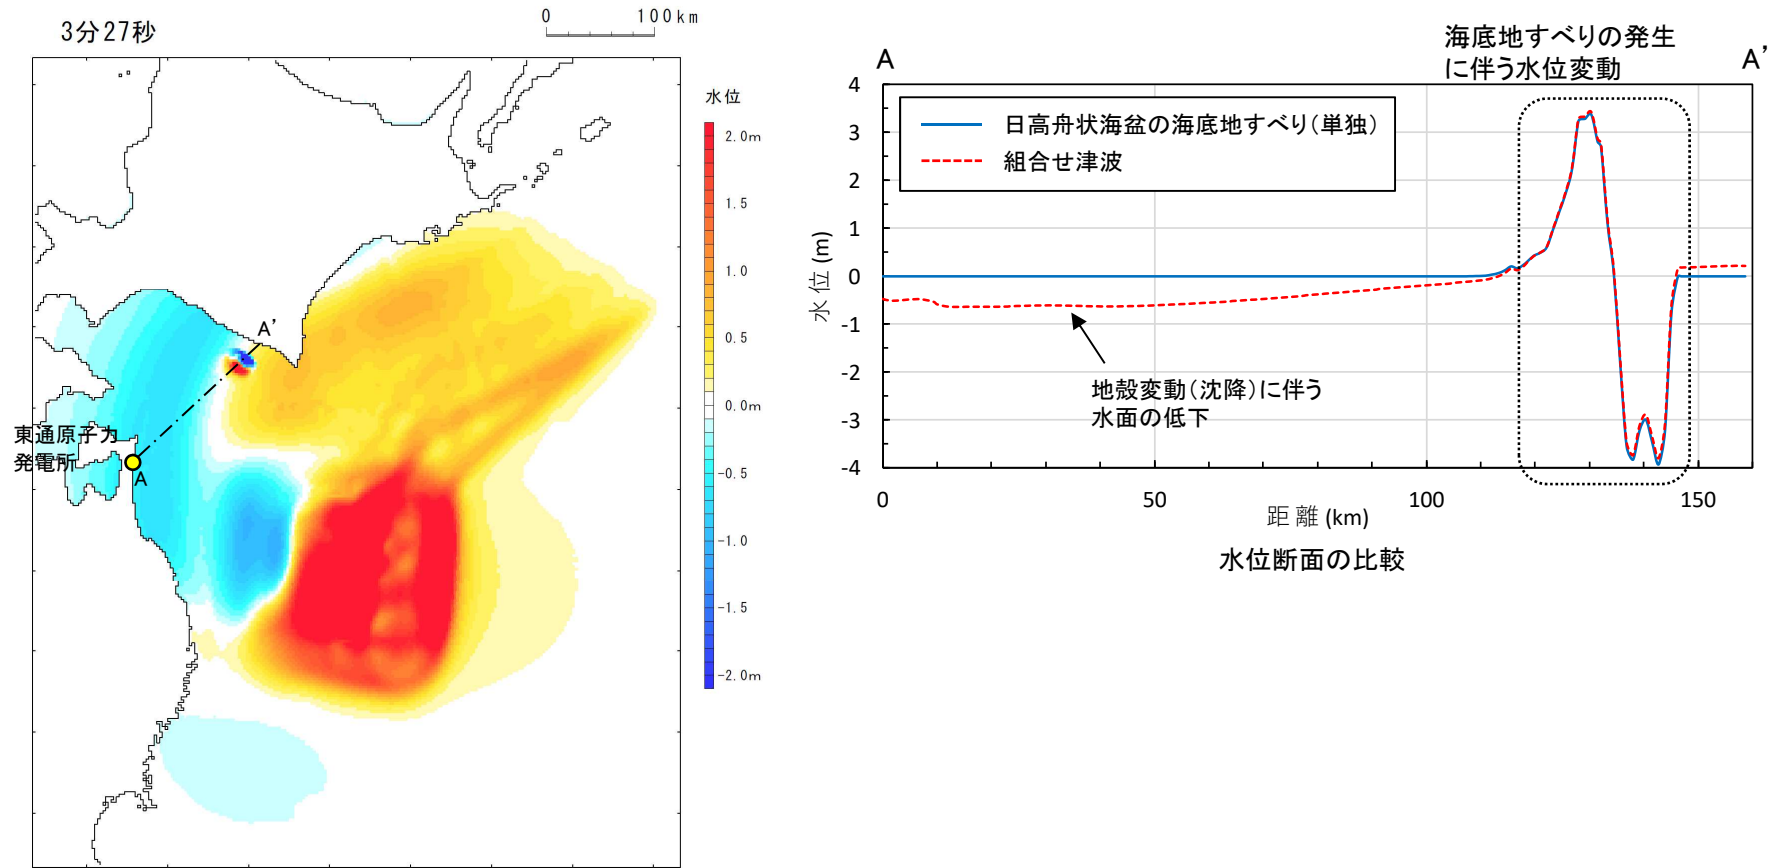 3分27秒
0 100km
水位
2.0m
1.5
1.0
0.5
0.0m
-0.5
-1.0
-1.5
-2.0m
A'
東通原子力
発電所
A
海底地すべりの発生
に伴う水位変動
A
A'
日高舟状海盆の海底地すべり(単独)
組合せ津波
水位(m)
4
3
2
1
0
-1
-2
-3
-4
地殻変動(沈降)に伴う
水面の低下
0 50 100 150
距離(km)
水位断面の比較